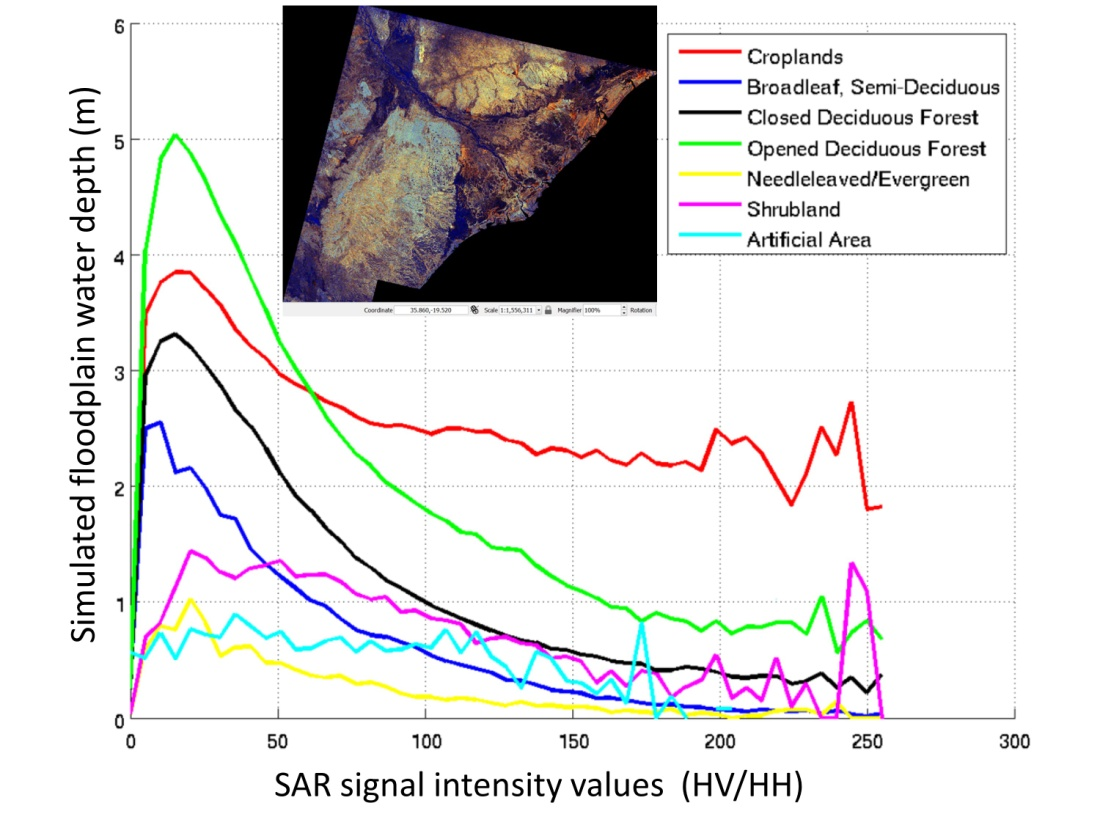 6
5
4
3
2
1
0
0 50 100 150 200 250 300
Simulated floodplain water depth (m)
SAR signal intensity values (HV/HH)
Croplands
Broadleaf, Semi-Deciduous
Closed Deciduous Forest
Opened Deciduous Forest
Needleleaved/Evergreen
Shrubland
Artificial Area
Coordinate 35.860,-19.520 Scale 1:1,556,311 Magnifier 100% Rotation